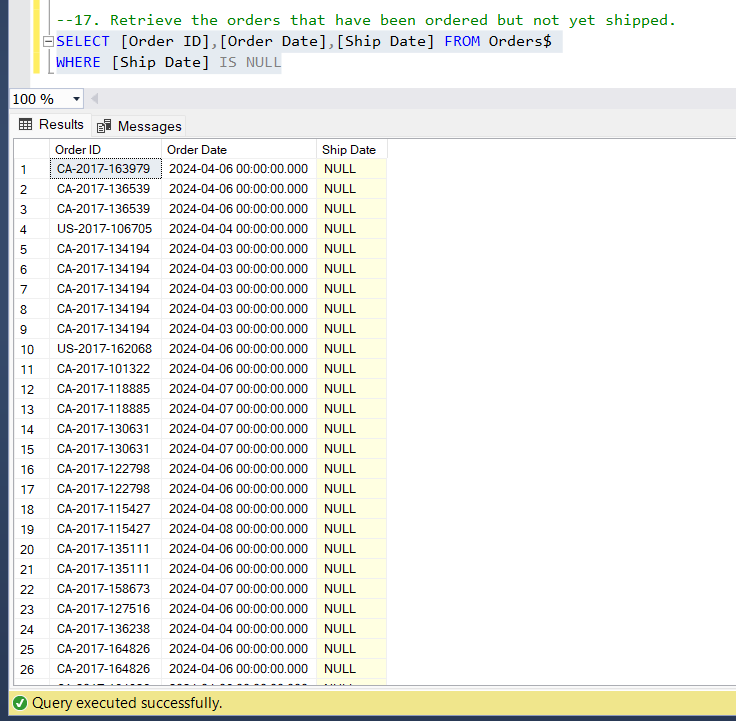 --17. Retrieve the orders that have been ordered but not yet shipped.
SELECT [Order ID],[Order Date],[Ship Date] FROM Orders$
WHERE [Ship Date] IS NULL
100 %
Results Messages
Order ID Order Date Ship Date
1 CA-2017-163979 2024-04-06 00:00:00.000 NULL
2 CA-2017-136539 2024-04-06 00:00:00.000 NULL
3 CA-2017-136539 2024-04-06 00:00:00.000 NULL
4 US-2017-106705 2024-04-04 00:00:00.000 NULL
5 CA-2017-134194 2024-04-03 00:00:00.000 NULL
6 CA-2017-134194 2024-04-03 00:00:00.000 NULL
7 CA-2017-134194 2024-04-03 00:00:00.000 NULL
8 CA-2017-134194 2024-04-03 00:00:00.000 NULL
9 CA-2017-134194 2024-04-03 00:00:00.000 NULL
10 US-2017-162068 2024-04-06 00:00:00.000 NULL
11 CA-2017-101322 2024-04-06 00:00:00.000 NULL
12 CA-2017-118885 2024-04-07 00:00:00.000 NULL
13 CA-2017-118885 2024-04-07 00:00:00.000 NULL
14 CA-2017-130631 2024-04-07 00:00:00.000 NULL
15 CA-2017-130631 2024-04-07 00:00:00.000 NULL
16 CA-2017-122798 2024-04-06 00:00:00.000 NULL
17 CA-2017-122798 2024-04-06 00:00:00.000 NULL
18 CA-2017-115427 2024-04-08 00:00:00.000 NULL
19 CA-2017-115427 2024-04-08 00:00:00.000 NULL
20 CA-2017-135111 2024-04-06 00:00:00.000 NULL
21 CA-2017-135111 2024-04-06 00:00:00.000 NULL
22 CA-2017-158673 2024-04-07 00:00:00.000 NULL
23 CA-2017-127516 2024-04-06 00:00:00.000 NULL
24 CA-2017-136238 2024-04-04 00:00:00.000 NULL
25 CA-2017-164826 2024-04-06 00:00:00.000 NULL
26 CA-2017-164826 2024-04-06 00:00:00.000 NULL
Query executed successfully.